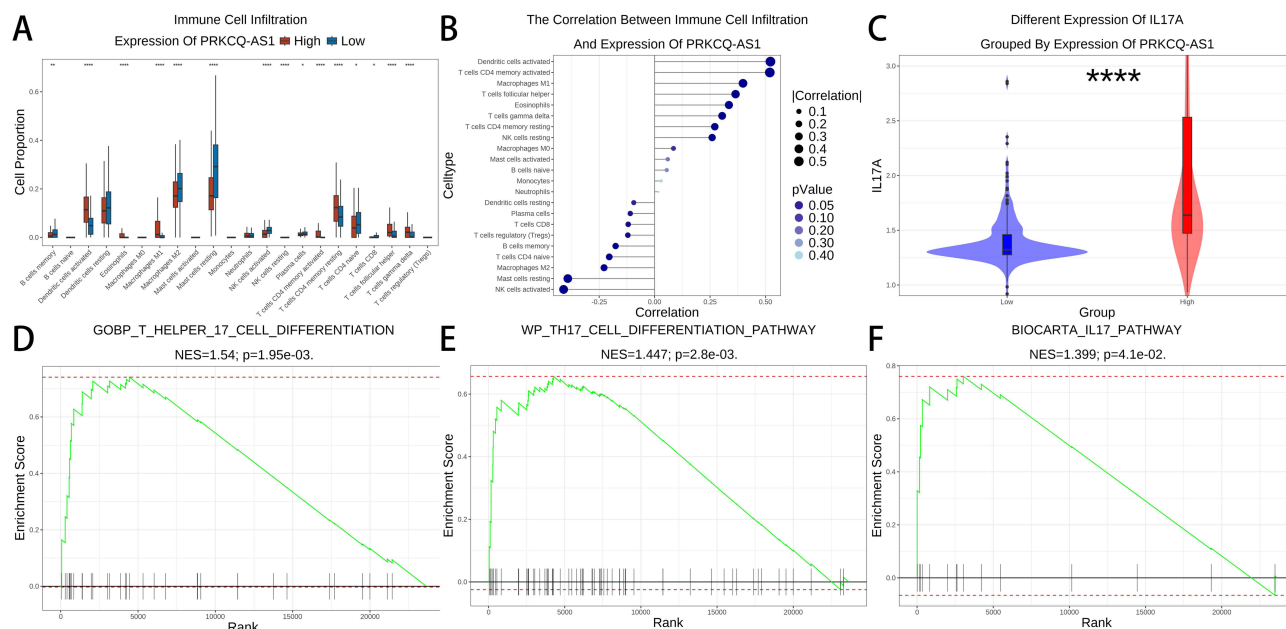 A
Immune Cell Infiltration
Expression Of PRKCQ-AS1 High Low
** **** **** **** **** **** **** **** * **** * * **** ****
Cell Proportion
0.6
0.4
0.2
0.0
B cells memory
B cells naive
Dendritic cells activated
Dendritic cells resting
Eosinophils
Macrophages M0
Macrophages M1
Macrophages M2
Mast cells activated
Mast cells resting
Monocytes
Neutrophils
NK cells activated
NK cells resting
Plasma cells
T cells CD4 memory activated
T cells CD4 memory resting
T cells CD4 naive
T cells CD8
T cells follicular helper
T cells gamma delta
T cells regulatory (Tregs)
B
The Correlation Between Immune Cell Infiltration
And Expression Of PRKCQ-AS1
Celltype
Dendritic cells activated
T cells CD4 memory activated
Macrophages M1
T cells follicular helper
Eosinophils
T cells gamma delta
T cells CD4 memory resting
NK cells resting
Macrophages M0
Mast cells activated
B cells naive
Monocytes
Neutrophils
Dendritic cells resting
Plasma cells
T cells CD8
T cells regulatory (Tregs)
B cells memory
T cells CD4 naive
Macrophages M2
Mast cells resting
NK cells activated
-0.25 0.00 0.25 0.50
Correlation
|Correlation|
0.1
0.2
0.3
0.4
0.5
pValue
0.05
0.10
0.20
0.30
0.40
C
Different Expression Of IL17A
Grouped By Expression Of PRKCQ-AS1
****
IL17A
3.0
2.5
2.0
1.5
1.0
Low High
Group
D
GOBP_T_HELPER_17_CELL_DIFFERENTIATION
NES=1.54; p=1.95e-03.
Enrichment Score
0.6
0.4
0.2
0.0
0 5000 10000 15000 20000
Rank
E
WP_TH17_CELL_DIFFERENTIATION_PATHWAY
NES=1.447; p=2.8e-03.
Enrichment Score
0.6
0.4
0.2
0.0
0 5000 10000 15000 20000
Rank
F
BIOCARTA_IL17_PATHWAY
NES=1.399; p=4.1e-02.
Enrichment Score
0.8
0.6
0.4
0.2
0.0
0 5000 10000 15000 20000
Rank